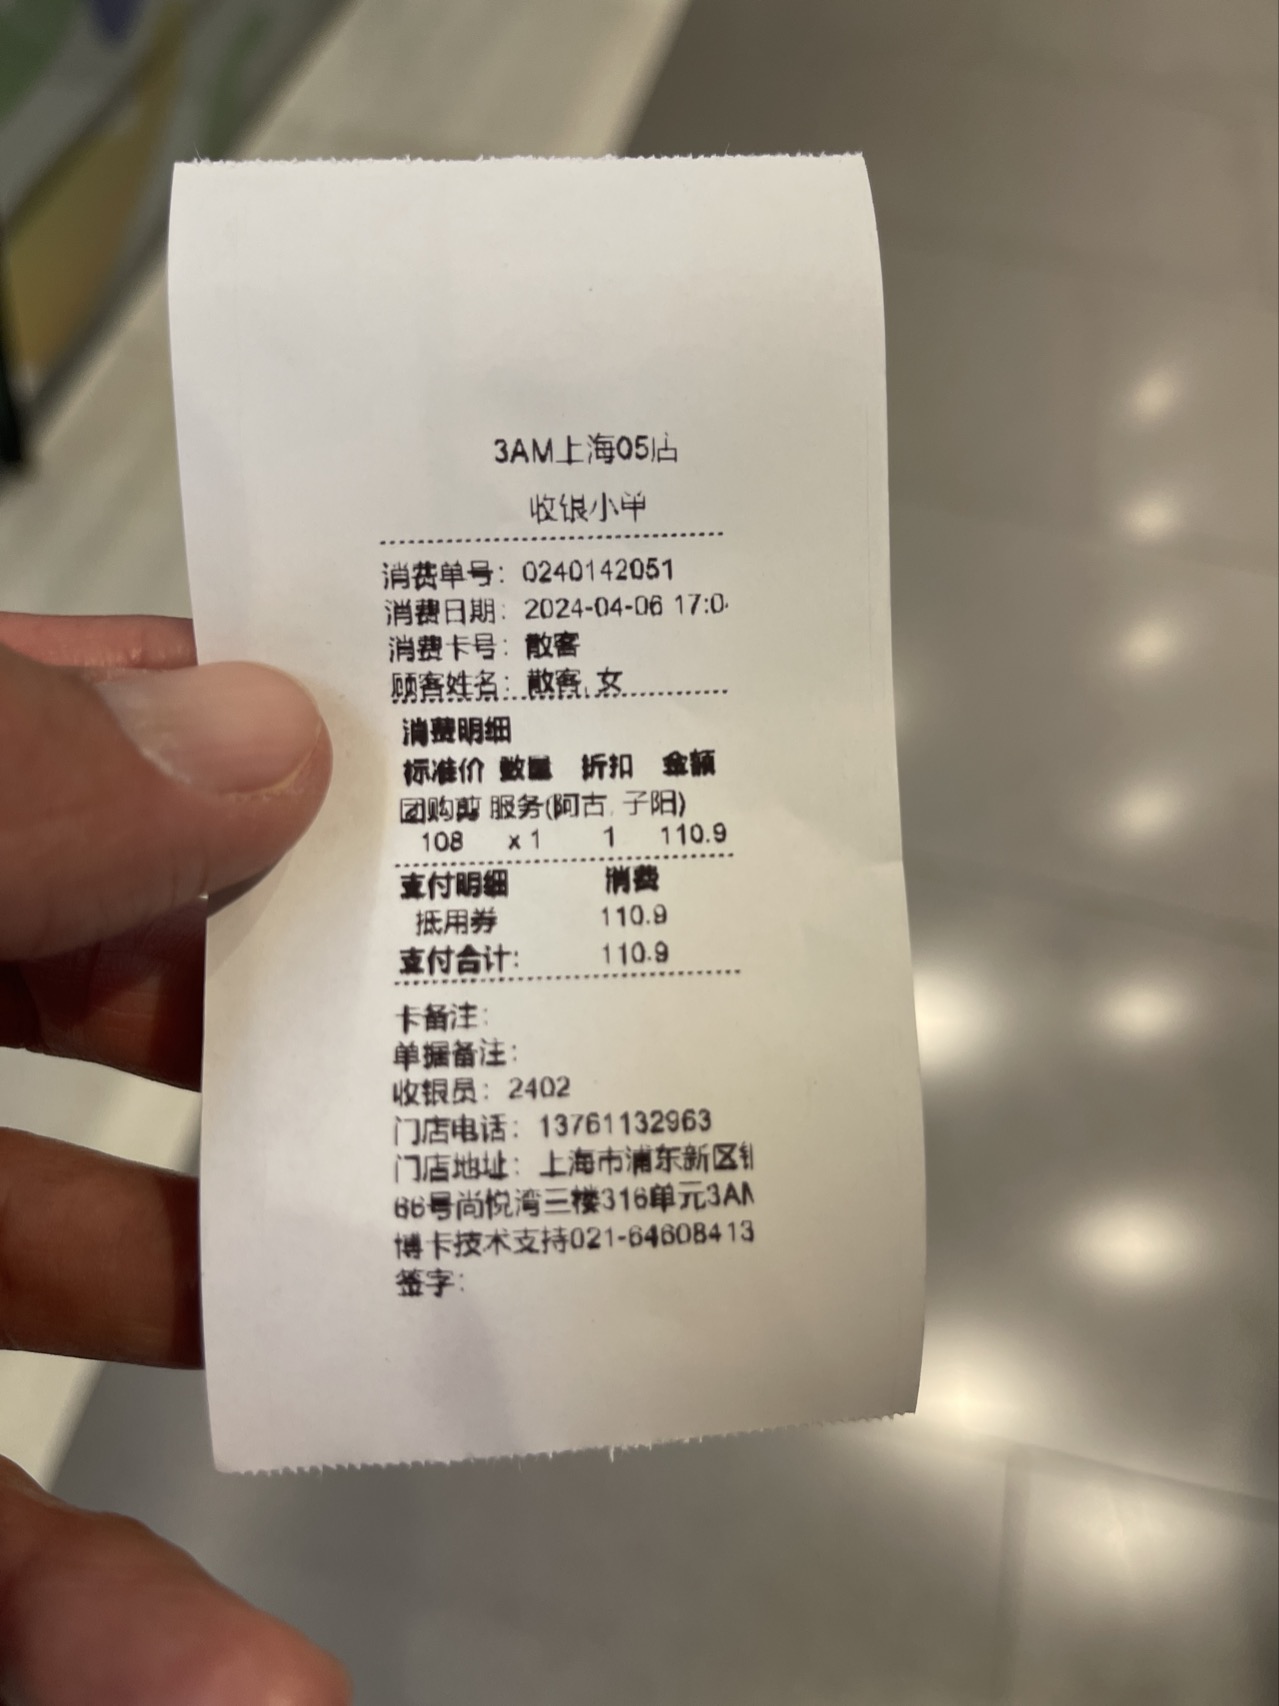 3AM上海05店
收银小单
消费单号：0240142051
消费日期：2024-04-06 17:0
消费卡号：散客
顾客姓名：散客,女
消费明细
标准价 数量 折扣 金额
团购剪 服务(阿古, 子阳)
108 x 1 1 110.9
支付明细 消费
抵用券 110.9
支付合计: 110.9
卡备注:
单据备注:
收银员：2402
门店电话：13761132963
门店地址：上海市浦东新区
66号尚悦湾三楼316单元3AM
博卡技术支持021-64608413
签字: